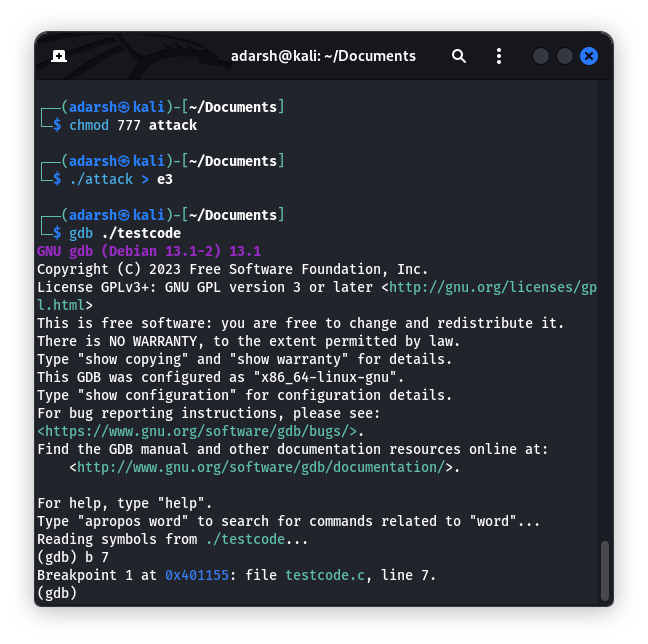 adarsh@kali: ~/Documents
┌──(adarsh㉿kali)-[~/Documents]
└─$ chmod 777 attack
┌──(adarsh㉿kali)-[~/Documents]
└─$ ./attack > e3
┌──(adarsh㉿kali)-[~/Documents]
└─$ gdb ./testcode
GNU gdb (Debian 13.1-2) 13.1
Copyright (C) 2023 Free Software Foundation, Inc.
License GPLv3+: GNU GPL version 3 or later <http://gnu.org/licenses/gp
l.html>
This is free software: you are free to change and redistribute it.
There is NO WARRANTY, to the extent permitted by law.
Type "show copying" and "show warranty" for details.
This GDB was configured as "x86_64-linux-gnu".
Type "show configuration" for configuration details.
For bug reporting instructions, please see:
<https://www.gnu.org/software/gdb/bugs/>.
Find the GDB manual and other documentation resources online at:
    <http://www.gnu.org/software/gdb/documentation/>.
For help, type "help".
Type "apropos word" to search for commands related to "word"...
Reading symbols from ./testcode...
(gdb) b 7
Breakpoint 1 at 0x401155: file testcode.c, line 7.
(gdb)